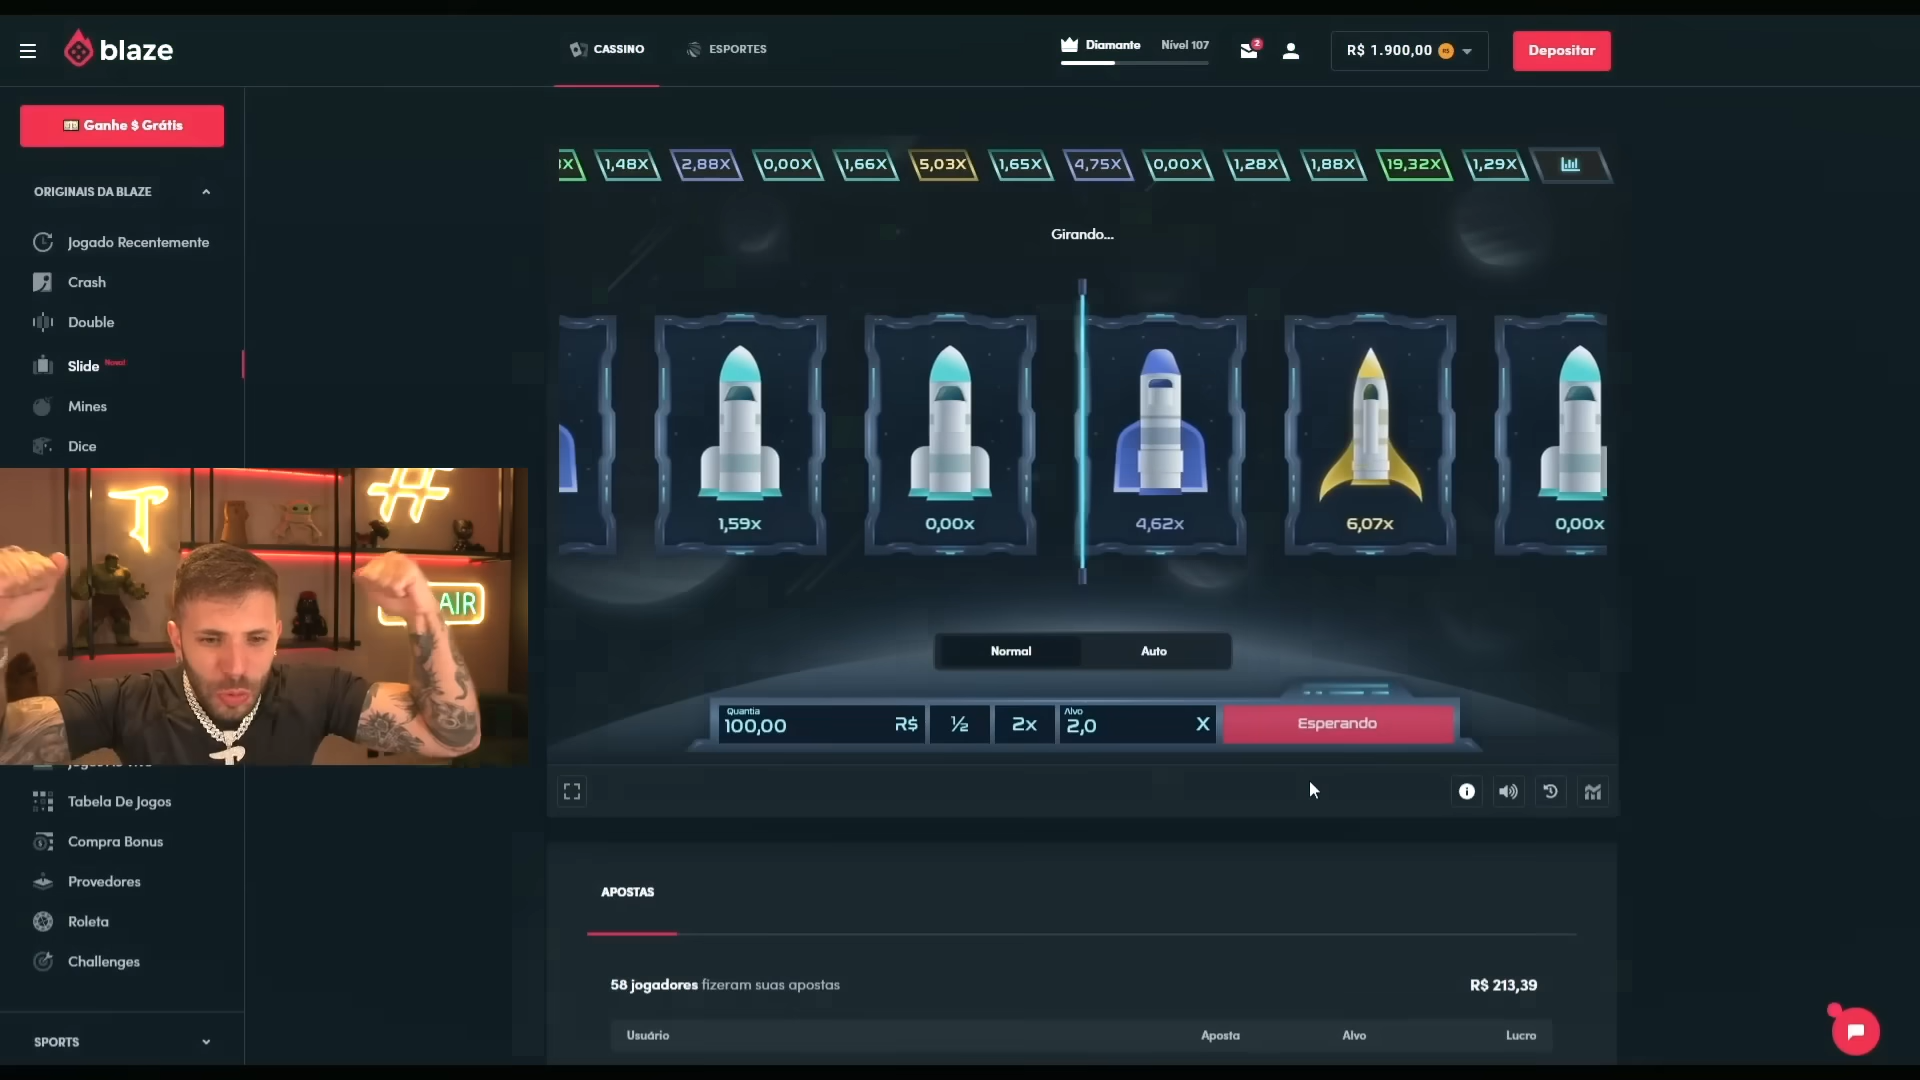 blaze
CASSINO
ESPORTES
Diamante
Nível 107
2
R$ 1.900,00
R$
Depositar
Ganhe $ Grátis
ORIGINAIS DA BLAZE
Jogado Recentemente
Crash
Double
Slide Novo!
Mines
Dice
Tabela De Jogos
Compra Bonus
Provedores
Roleta
Challenges
SPORTS
1,48X
2,88X
0,00X
1,66X
5,03X
1,65X
4,75X
0,00X
1,28X
1,88X
19,32X
1,29X
Girando...
1,59x
0,00x
4,62x
6,07x
0,00x
T
#
AIR
Normal
Auto
Quantia
100,00
R$
½
2x
Alvo
2,0
X
Esperando
APOSTAS
58 jogadores fizeram suas apostas
R$ 213,39
Usuário
Aposta
Alvo
Lucro